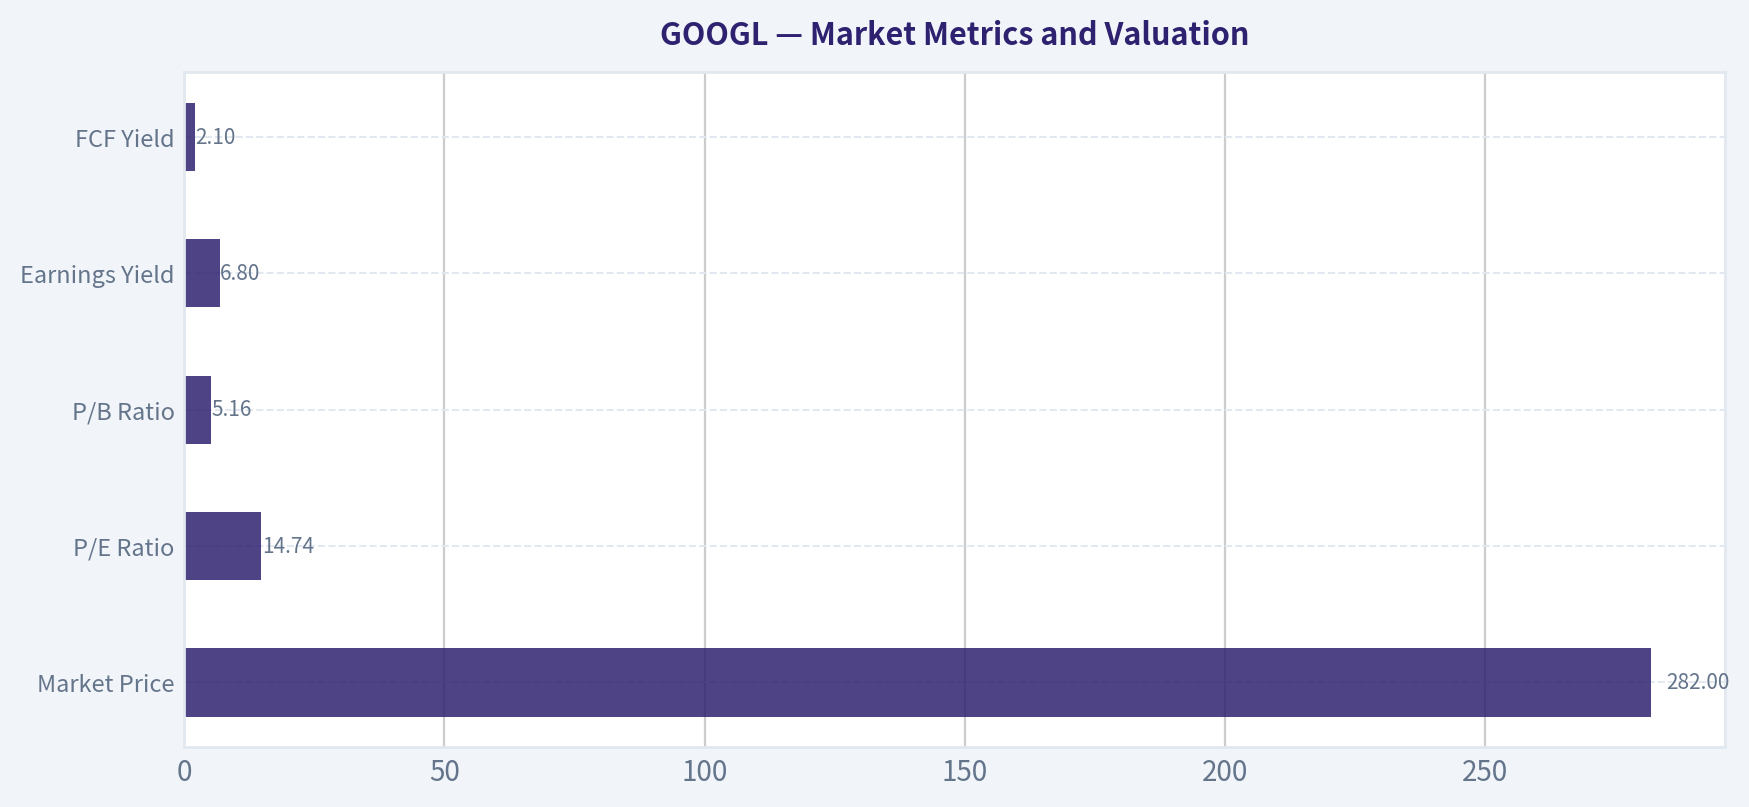 GOOGL — Market Metrics and Valuation
FCF Yield 2.10
Earnings Yield 6.80
P/B Ratio 5.16
P/E Ratio 14.74
Market Price 282.00
0 50 100 150 200 250